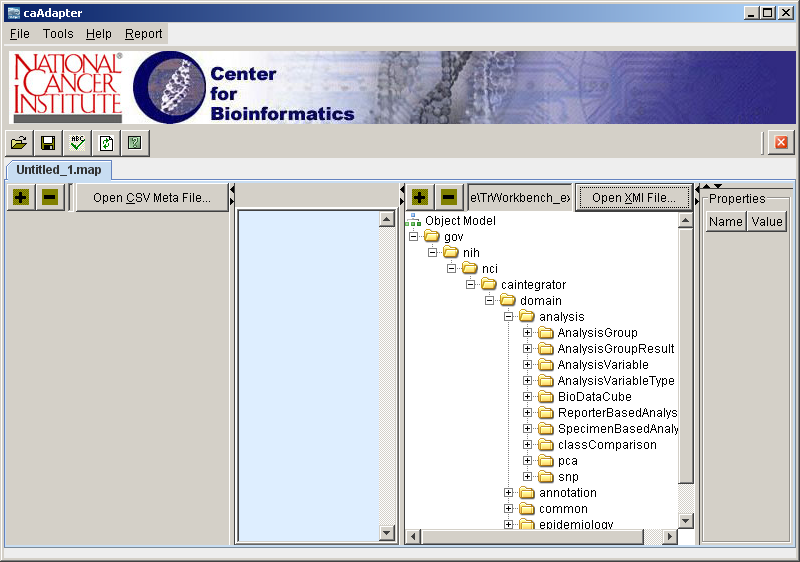 caAdapter
File Tools Help Report
NATIONAL
CANCER
INSTITUTE
Center
for
Bioinformatics
ABC
Untitled_1.map
Open CSV Meta File...
e\TrWorkbench_ex
Open XMI File...
Properties
Name Value
Object Model
gov
nih
nci
caintegrator
domain
analysis
AnalysisGroup
AnalysisGroupResult
AnalysisVariable
AnalysisVariableType
BioDataCube
ReporterBasedAnalys
SpecimenBasedAnaly
classComparison
pca
snp
annotation
common
epidemiology